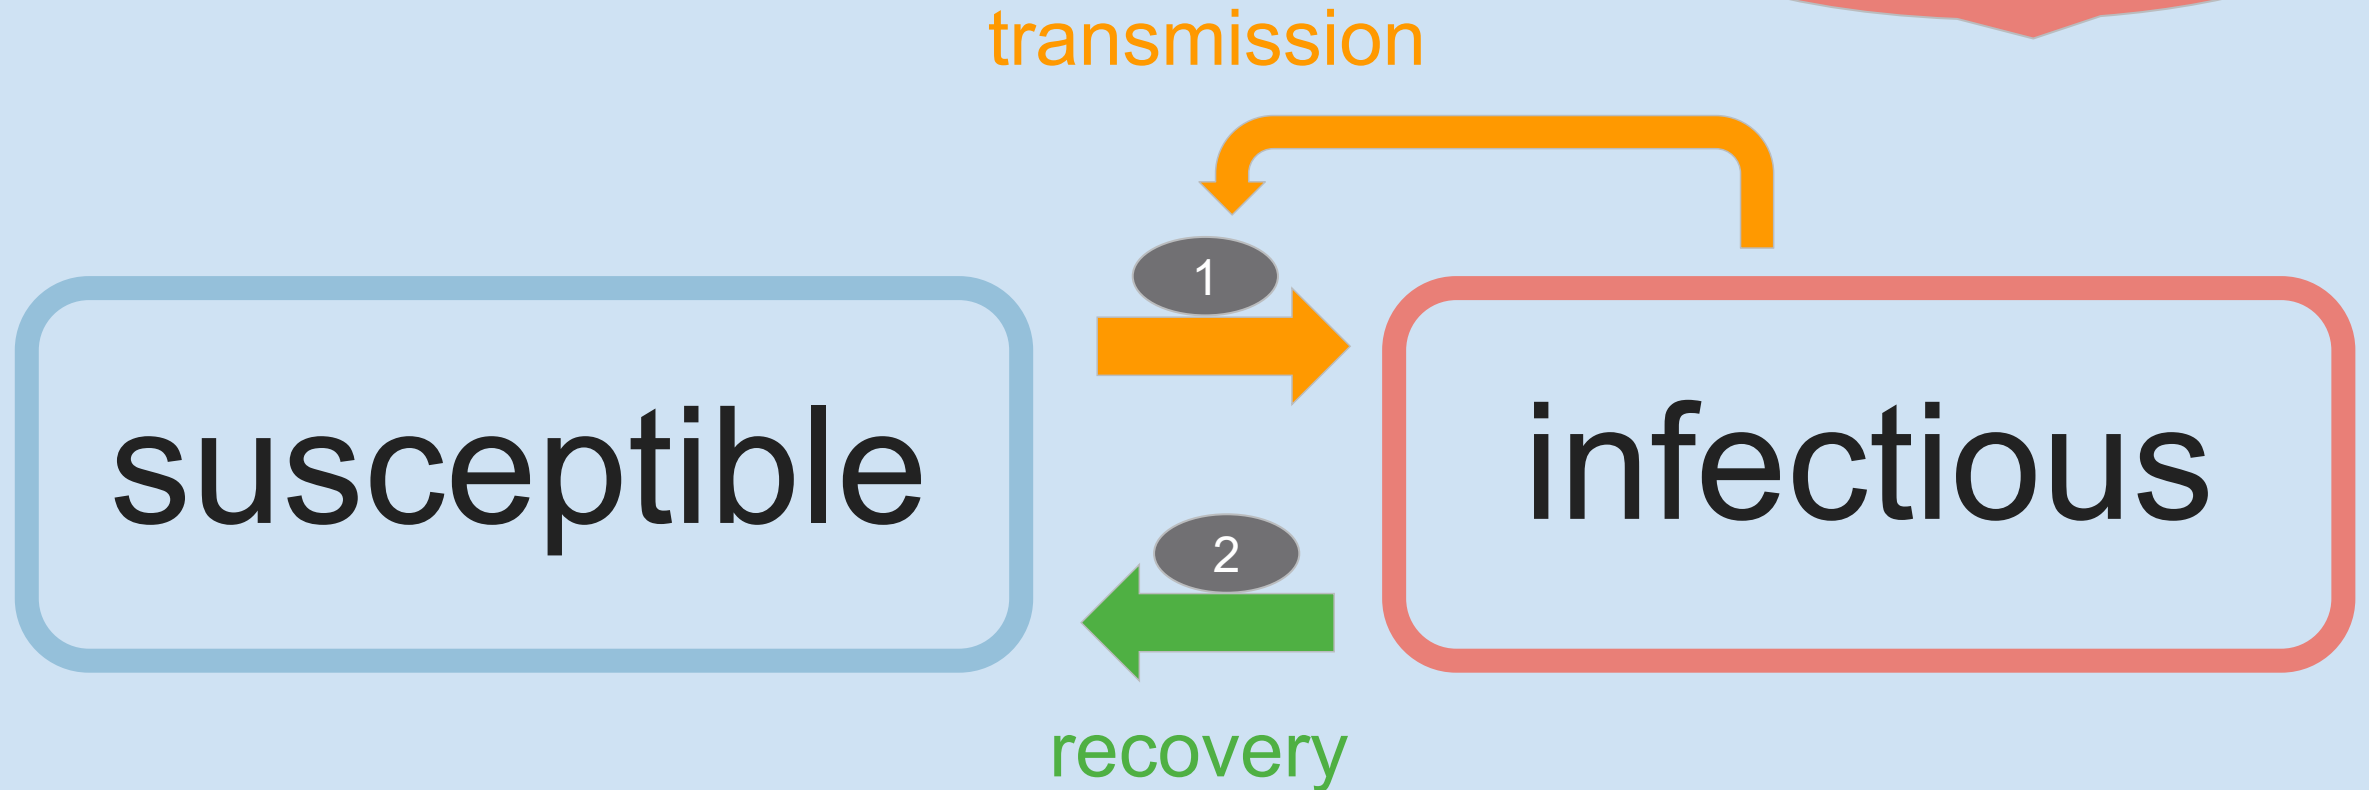 transmission
1
susceptible
infectious
2
recovery